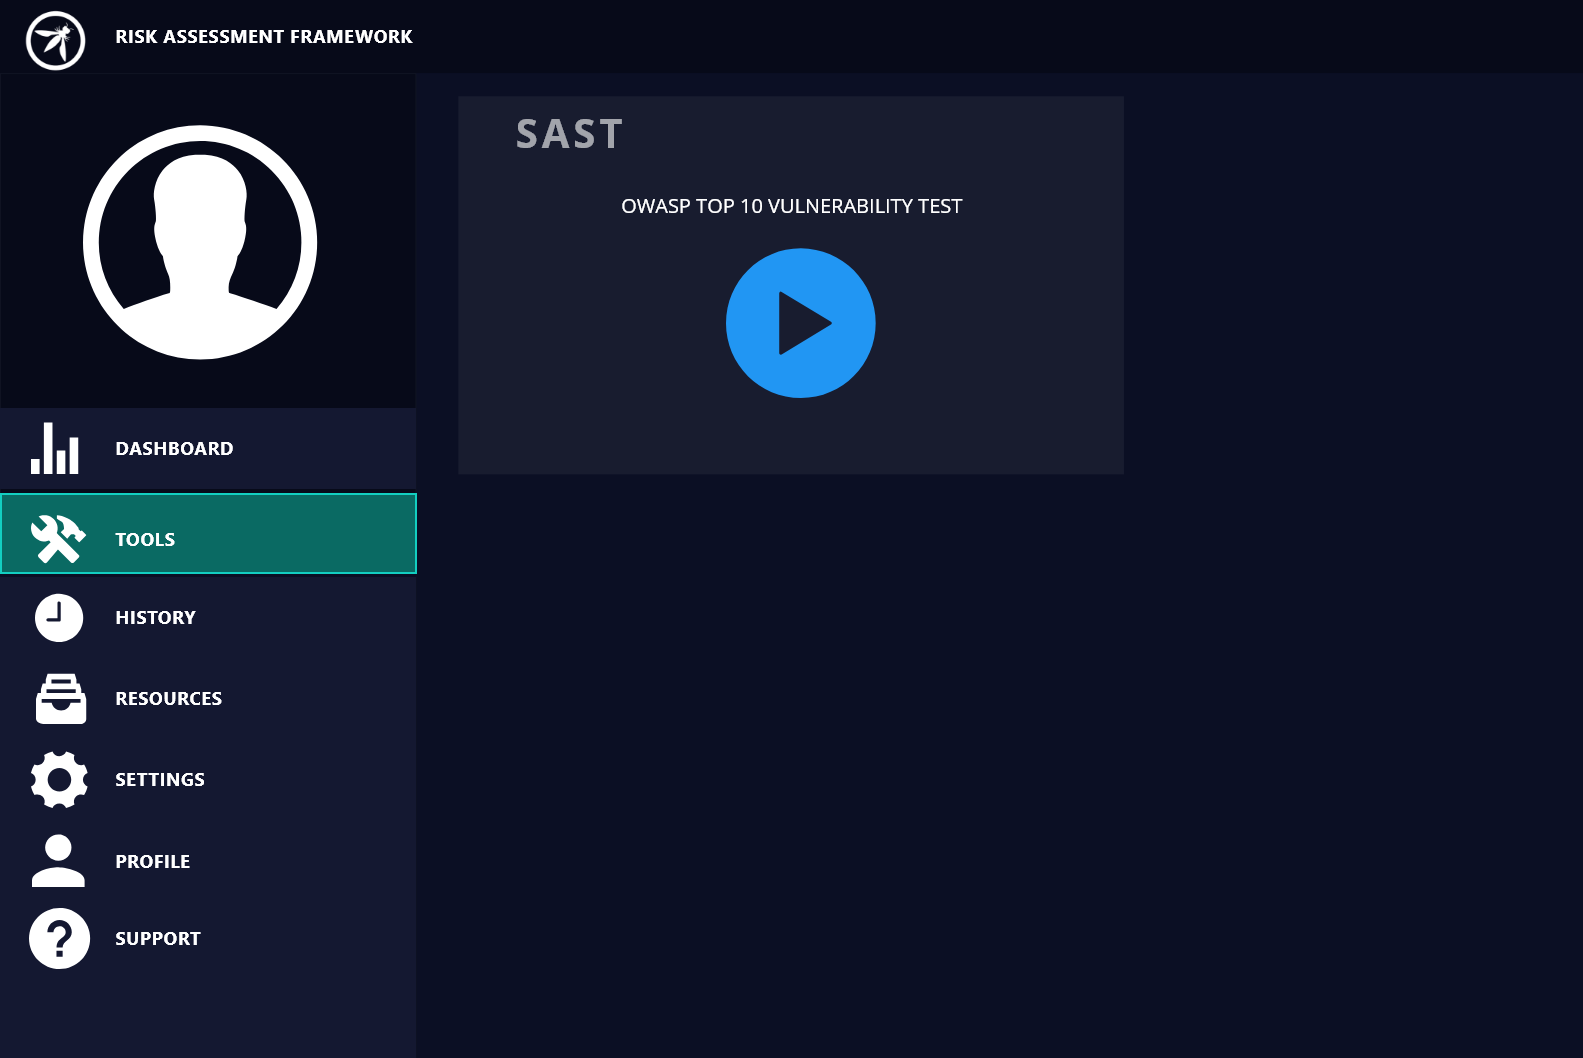 RISK ASSESSMENT FRAMEWORK
SAST
OWASP TOP 10 VULNERABILITY TEST
DASHBOARD
TOOLS
HISTORY
RESOURCES
SETTINGS
PROFILE
SUPPORT